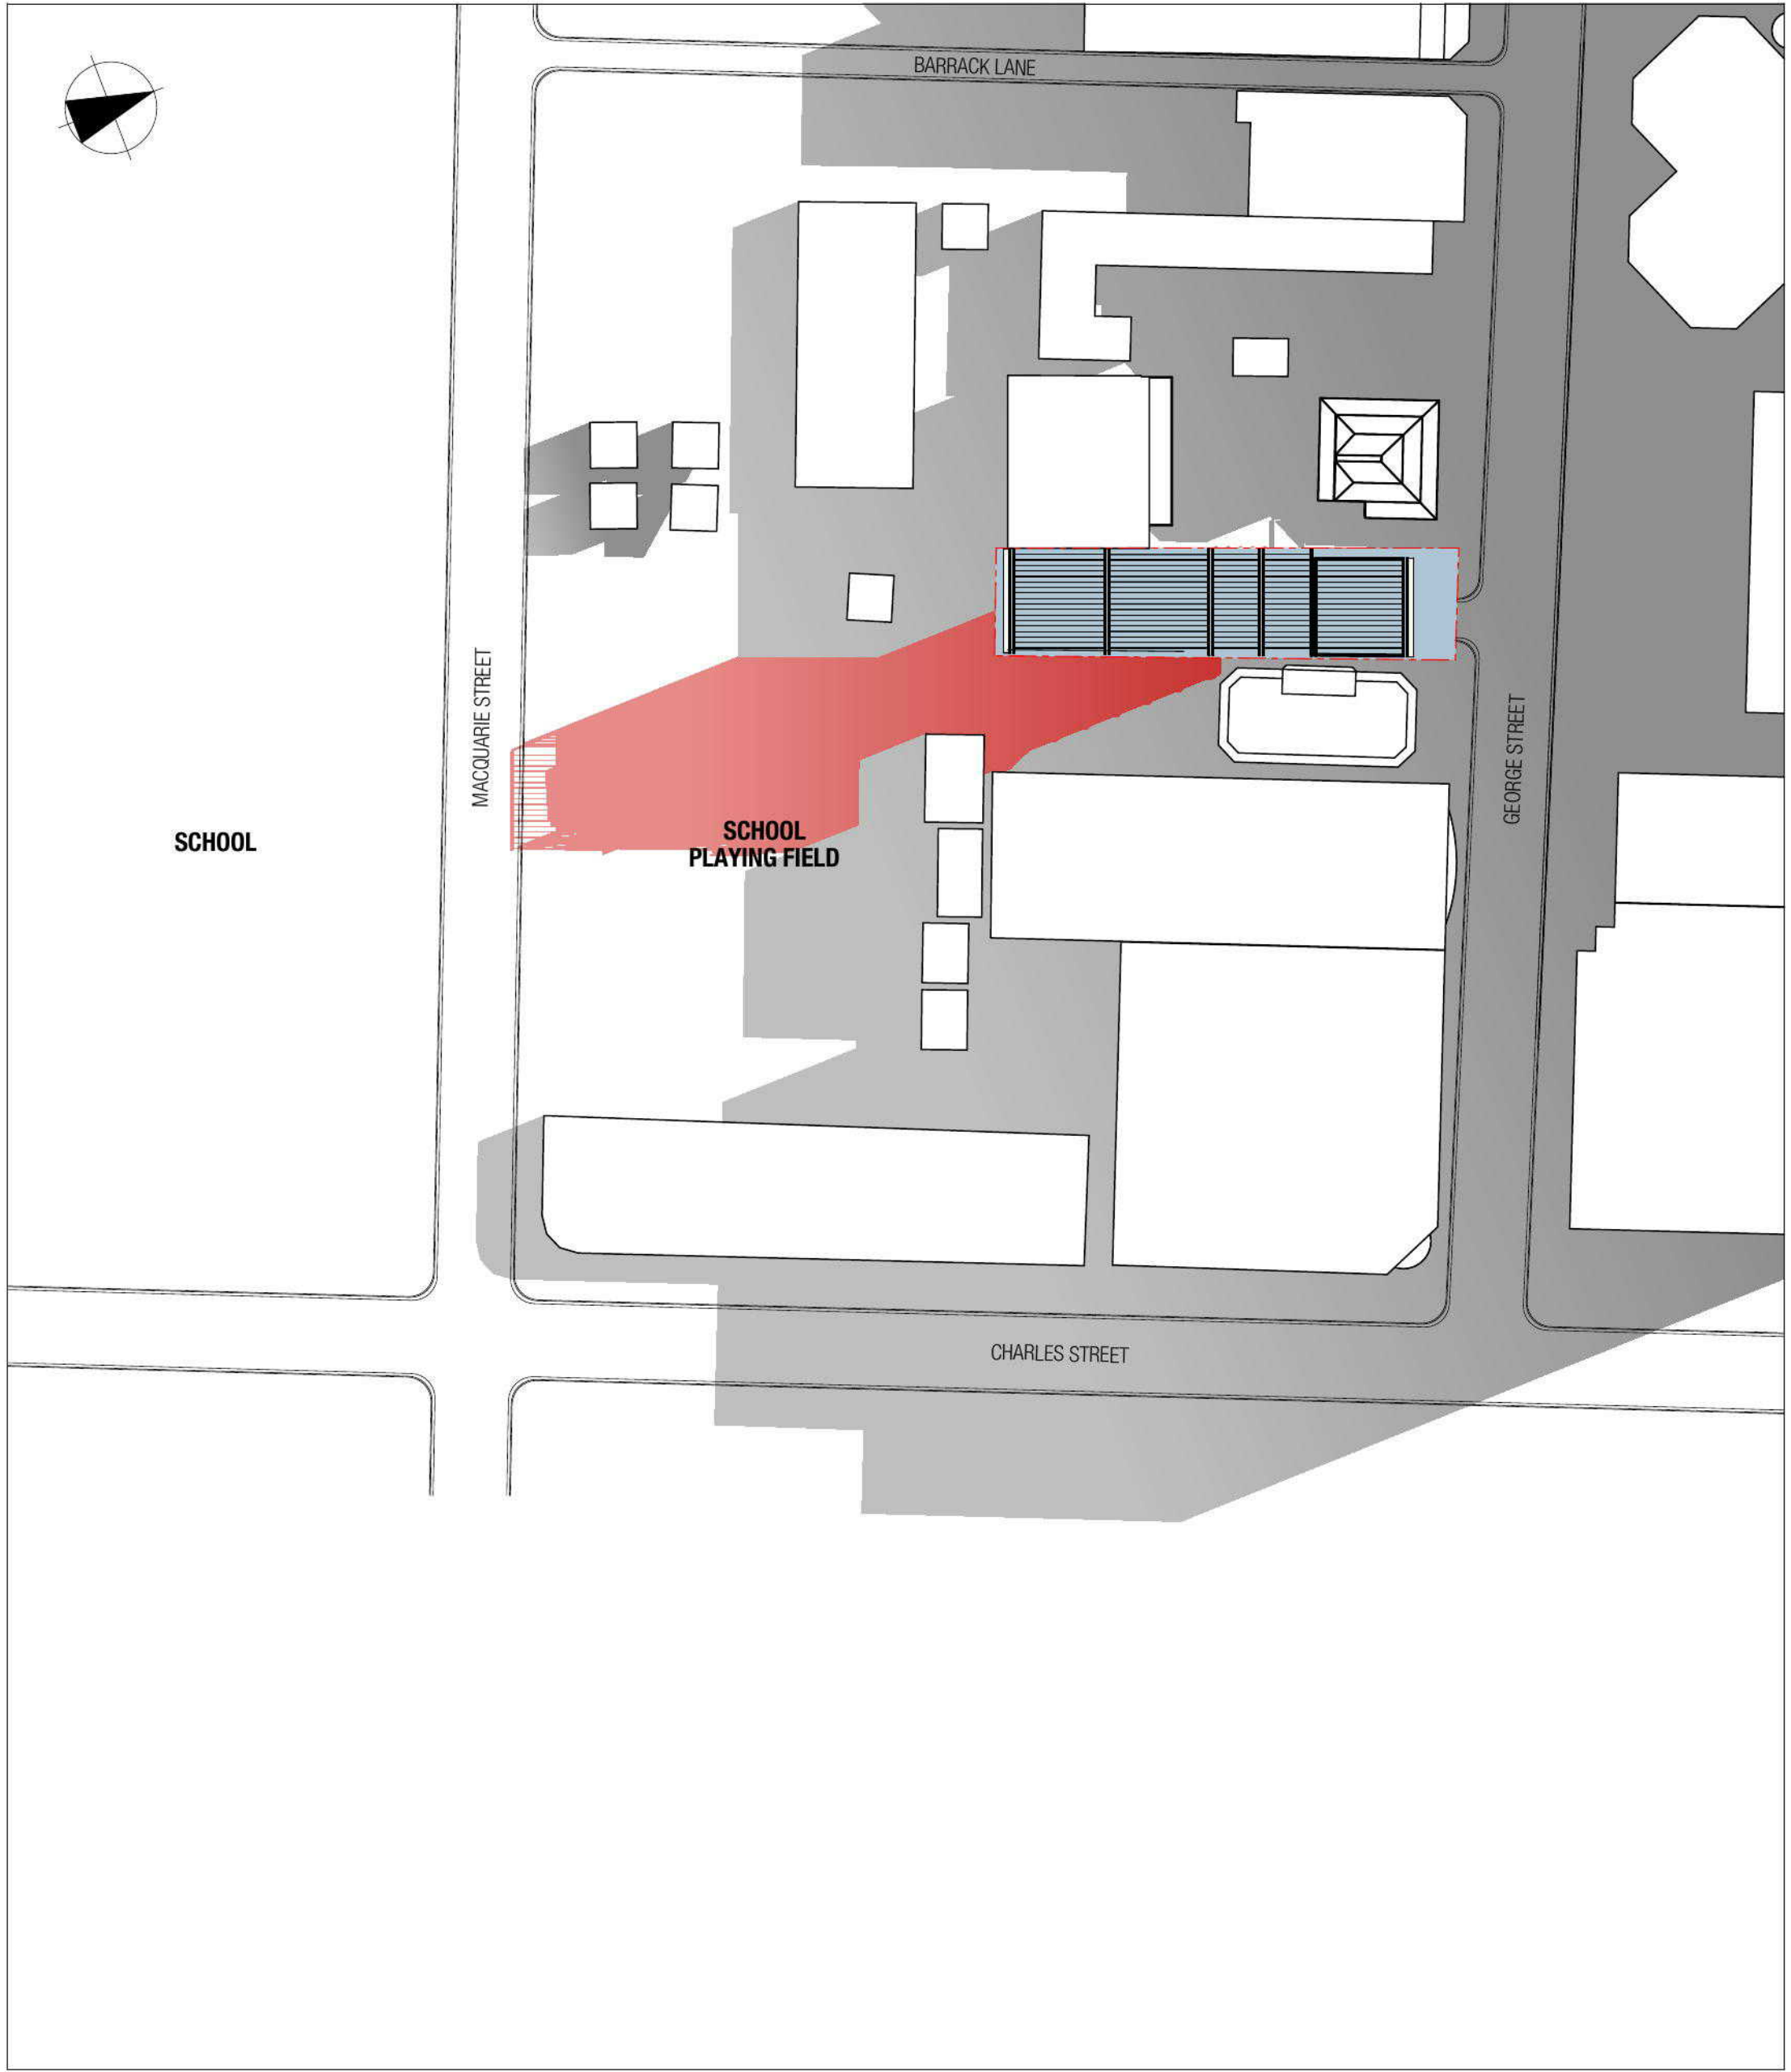 BARRACK LANE
MACQUARIE STREET
GEORGE STREET
SCHOOL
SCHOOL
PLAYING FIELD
CHARLES STREET